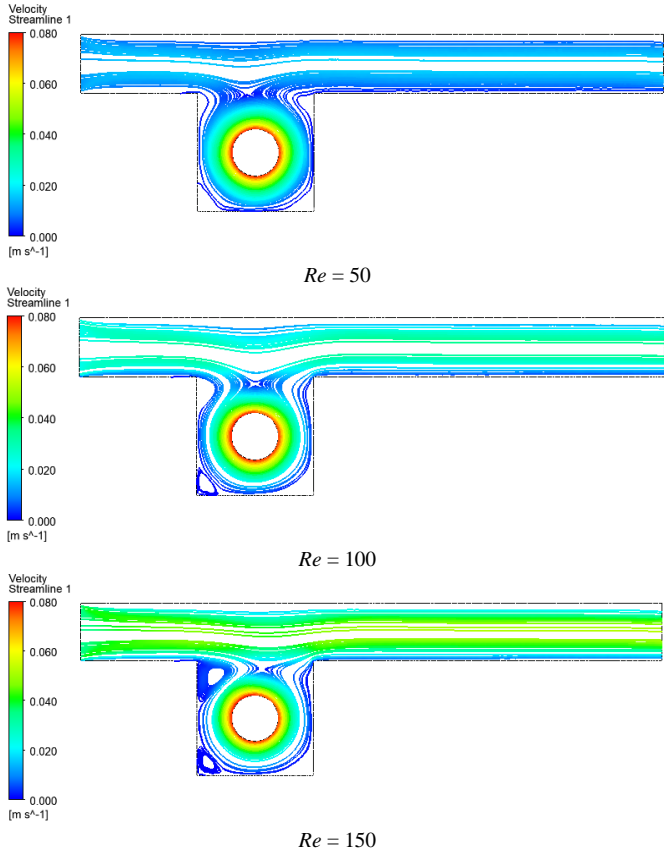 Velocity
Streamline 1
0.080
0.060
0.040
0.020
0.000
[m s^-1]
Re = 50
Velocity
Streamline 1
0.080
0.060
0.040
0.020
0.000
[m s^-1]
Re = 100
Velocity
Streamline 1
0.080
0.060
0.040
0.020
0.000
[m s^-1]
Re = 150